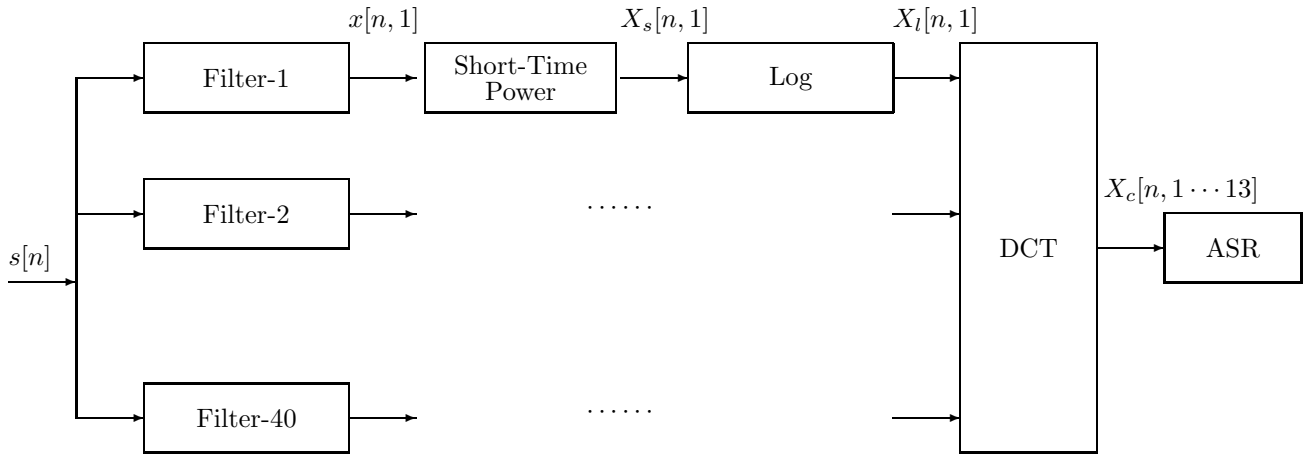 x[n, 1]
X_s[n, 1]
X_l[n, 1]
Filter-1
Short-Time
Power
Log
Filter-2
······
X_c[n, 1 ··· 13]
DCT
ASR
s[n]
Filter-40
······